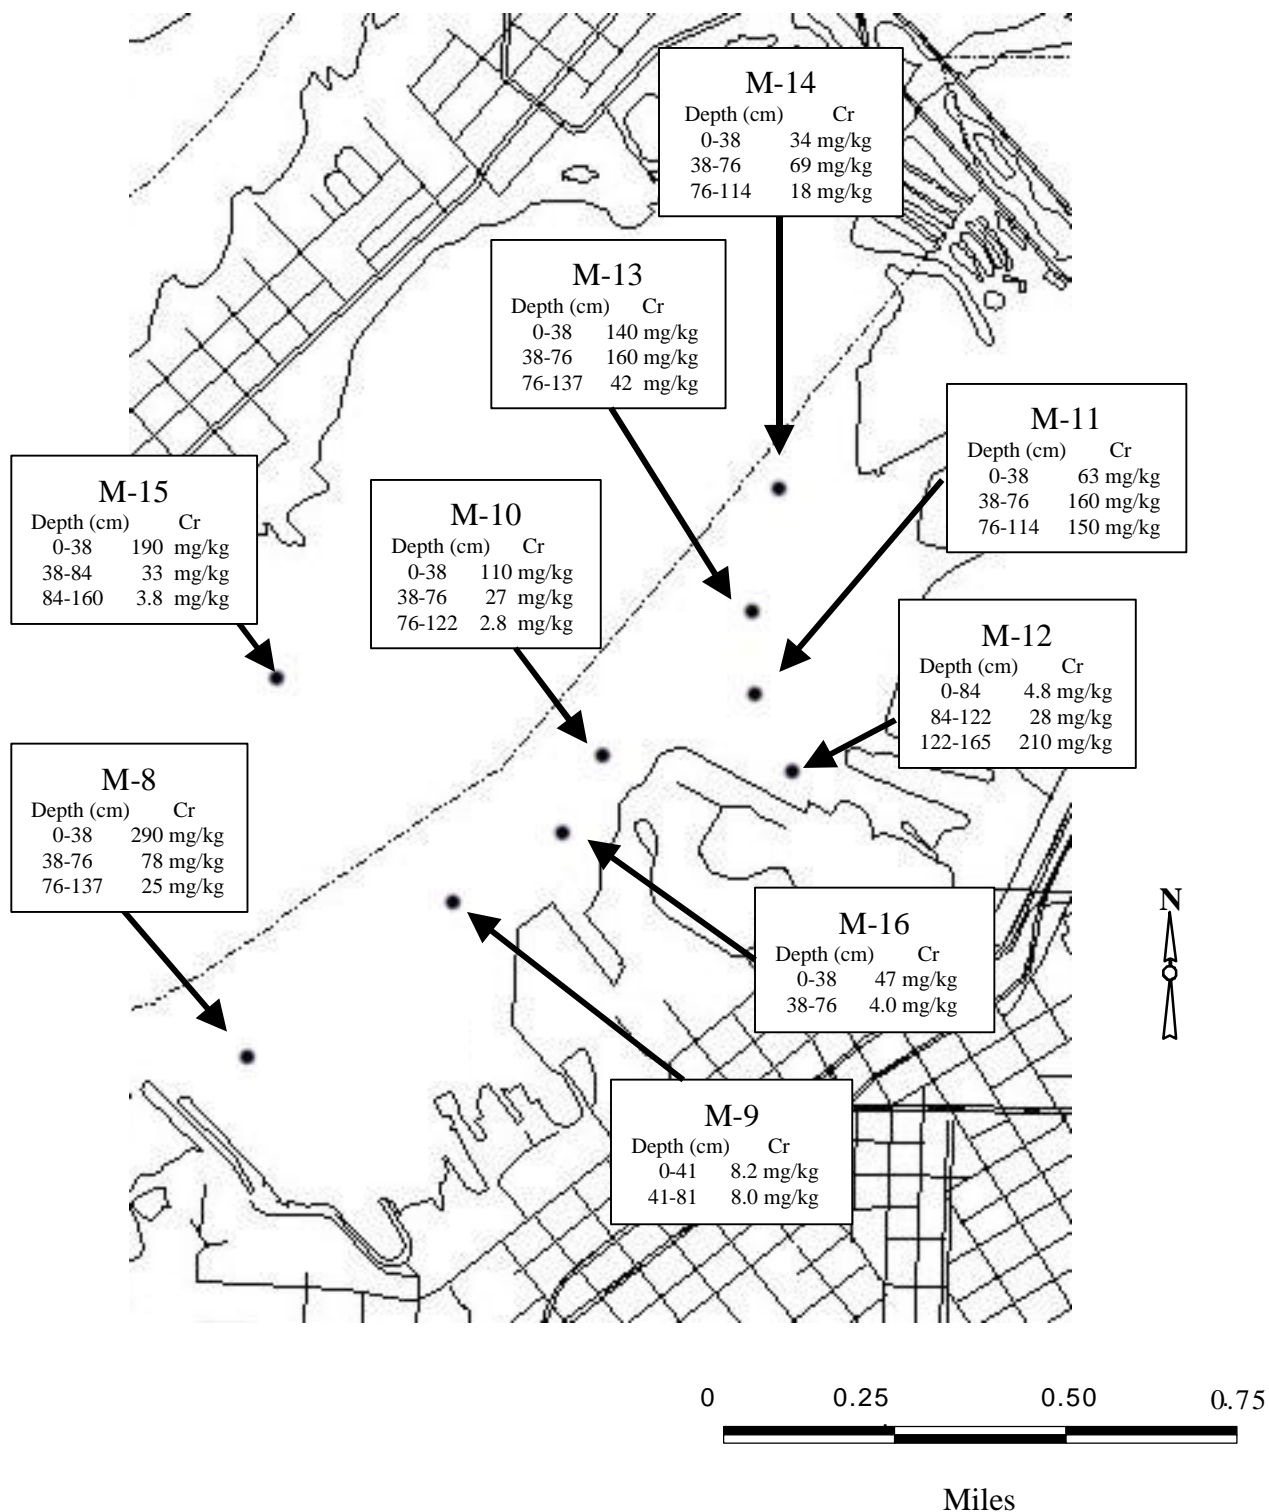 M-14
Depth (cm) Cr
0-38 34 mg/kg
38-76 69 mg/kg
76-114 18 mg/kg
M-13
Depth (cm) Cr
0-38 140 mg/kg
38-76 160 mg/kg
76-137 42 mg/kg
M-11
Depth (cm) Cr
0-38 63 mg/kg
38-76 160 mg/kg
76-114 150 mg/kg
M-15
Depth (cm) Cr
0-38 190 mg/kg
38-84 33 mg/kg
84-160 3.8 mg/kg
M-10
Depth (cm) Cr
0-38 110 mg/kg
38-76 27 mg/kg
76-122 2.8 mg/kg
M-12
Depth (cm) Cr
0-84 4.8 mg/kg
84-122 28 mg/kg
122-165 210 mg/kg
M-8
Depth (cm) Cr
0-38 290 mg/kg
38-76 78 mg/kg
76-137 25 mg/kg
M-16
Depth (cm) Cr
0-38 47 mg/kg
38-76 4.0 mg/kg
N
M-9
Depth (cm) Cr
0-41 8.2 mg/kg
41-81 8.0 mg/kg
0 0.25 0.50 0.75
Miles